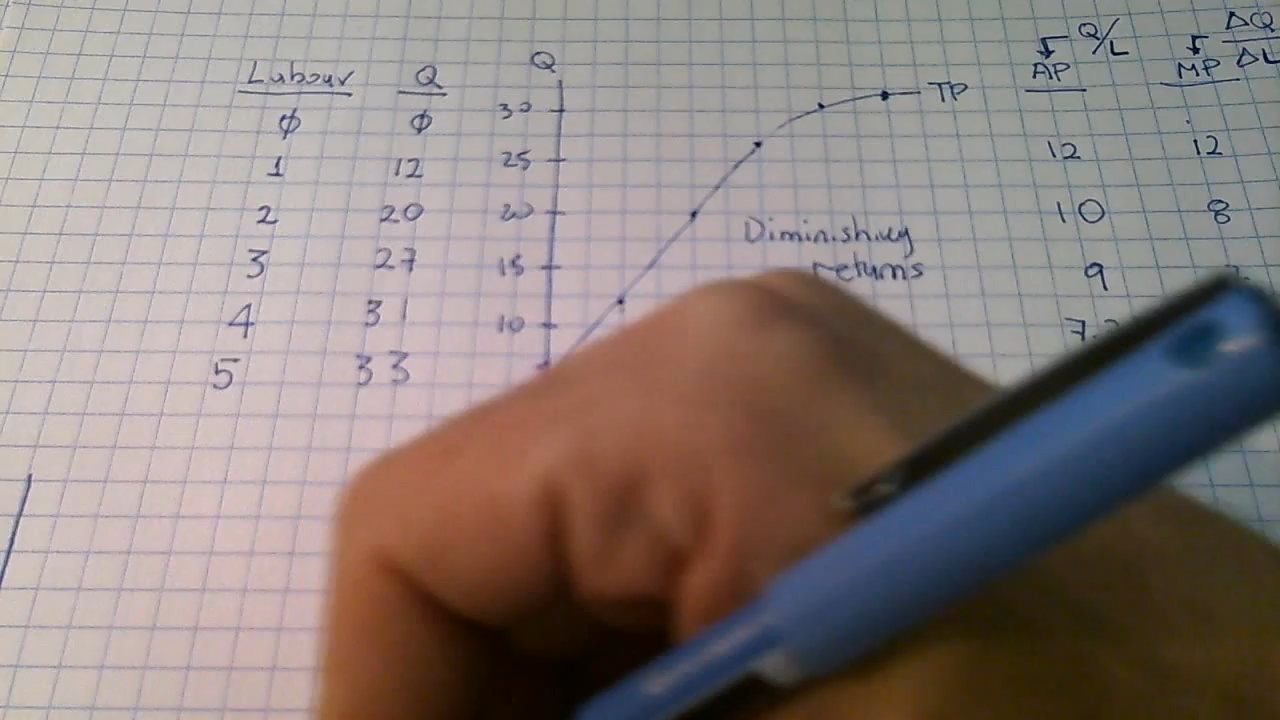 Labour Q
ø ø
1 12
2 20
3 27
4 31
5 33
Q
30
25
20
15
10
TP
Diminishing
returns
Q/L
AP
12
10
9
ΔQ
ΔL
MP
12
8